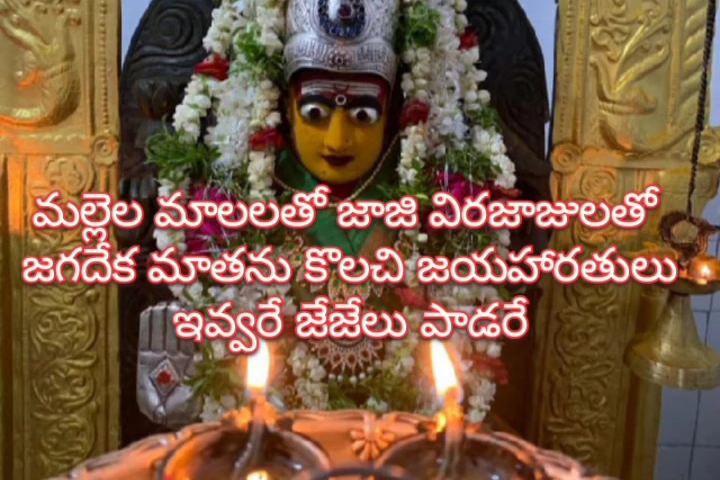 మల్లెల మాలలతో జాజి విరజాజులతో
జగదేక మాతను కొలచి జయహారతులు
ఇవ్వరే జేజేలు పాడరే